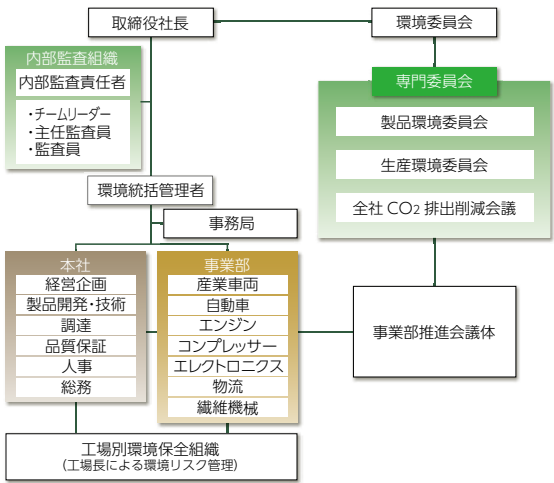 取締役社長
環境委員会
内部監査組織
内部監査責任者
・チームリーダー
・主任監査員
・監査員
専門委員会
製品環境委員会
生産環境委員会
全社 CO2 排出削減会議
環境統括管理者
事務局
本社
経営企画
製品開発・技術
調達
品質保証
人事
総務
事業部
産業車両
自動車
エンジン
コンプレッサー
エレクトロニクス
物流
繊維機械
事業部推進会議体
工場別環境保全組織
（工場長による環境リスク管理）